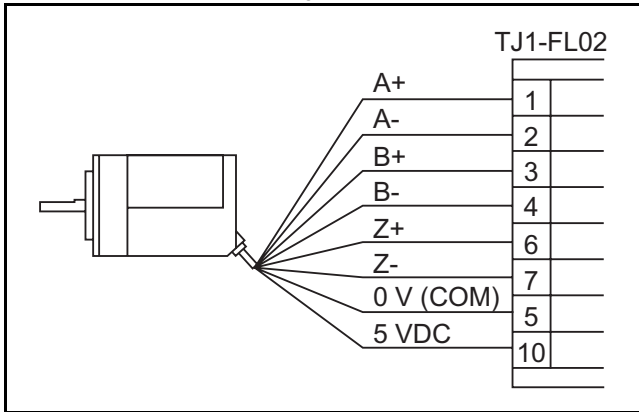 TJ1-FL02
A+ 1
A- 2
B+ 3
B- 4
Z+ 6
Z- 7
0 V (COM) 5
5 VDC 10